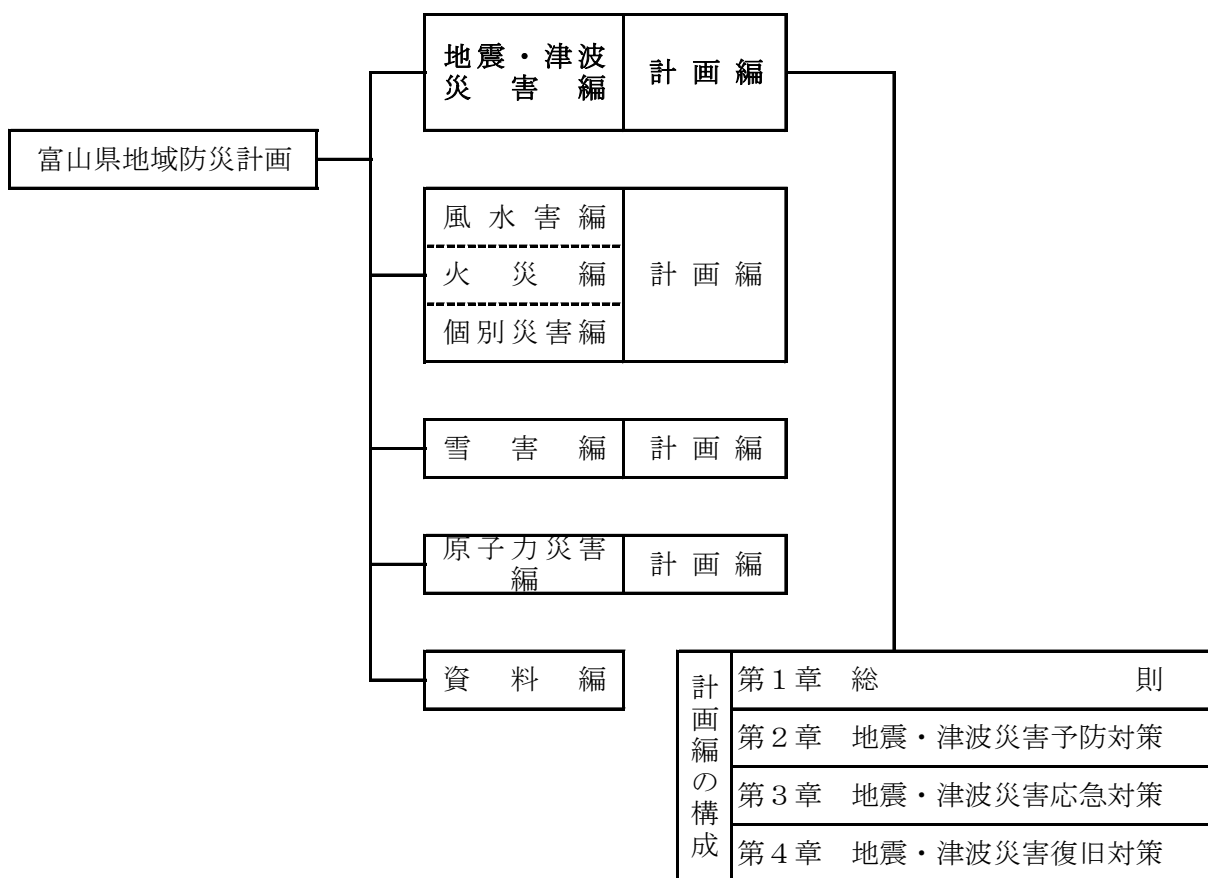 地震・津波
災害編
計画編
富山県地域防災計画
風水害編
火災編
個別災害編
計画編
雪害編
計画編
原子力災害
編
計画編
資料編
計画編の構成
第1章 総則
第2章 地震・津波災害予防対策
第3章 地震・津波災害応急対策
第4章 地震・津波災害復旧対策